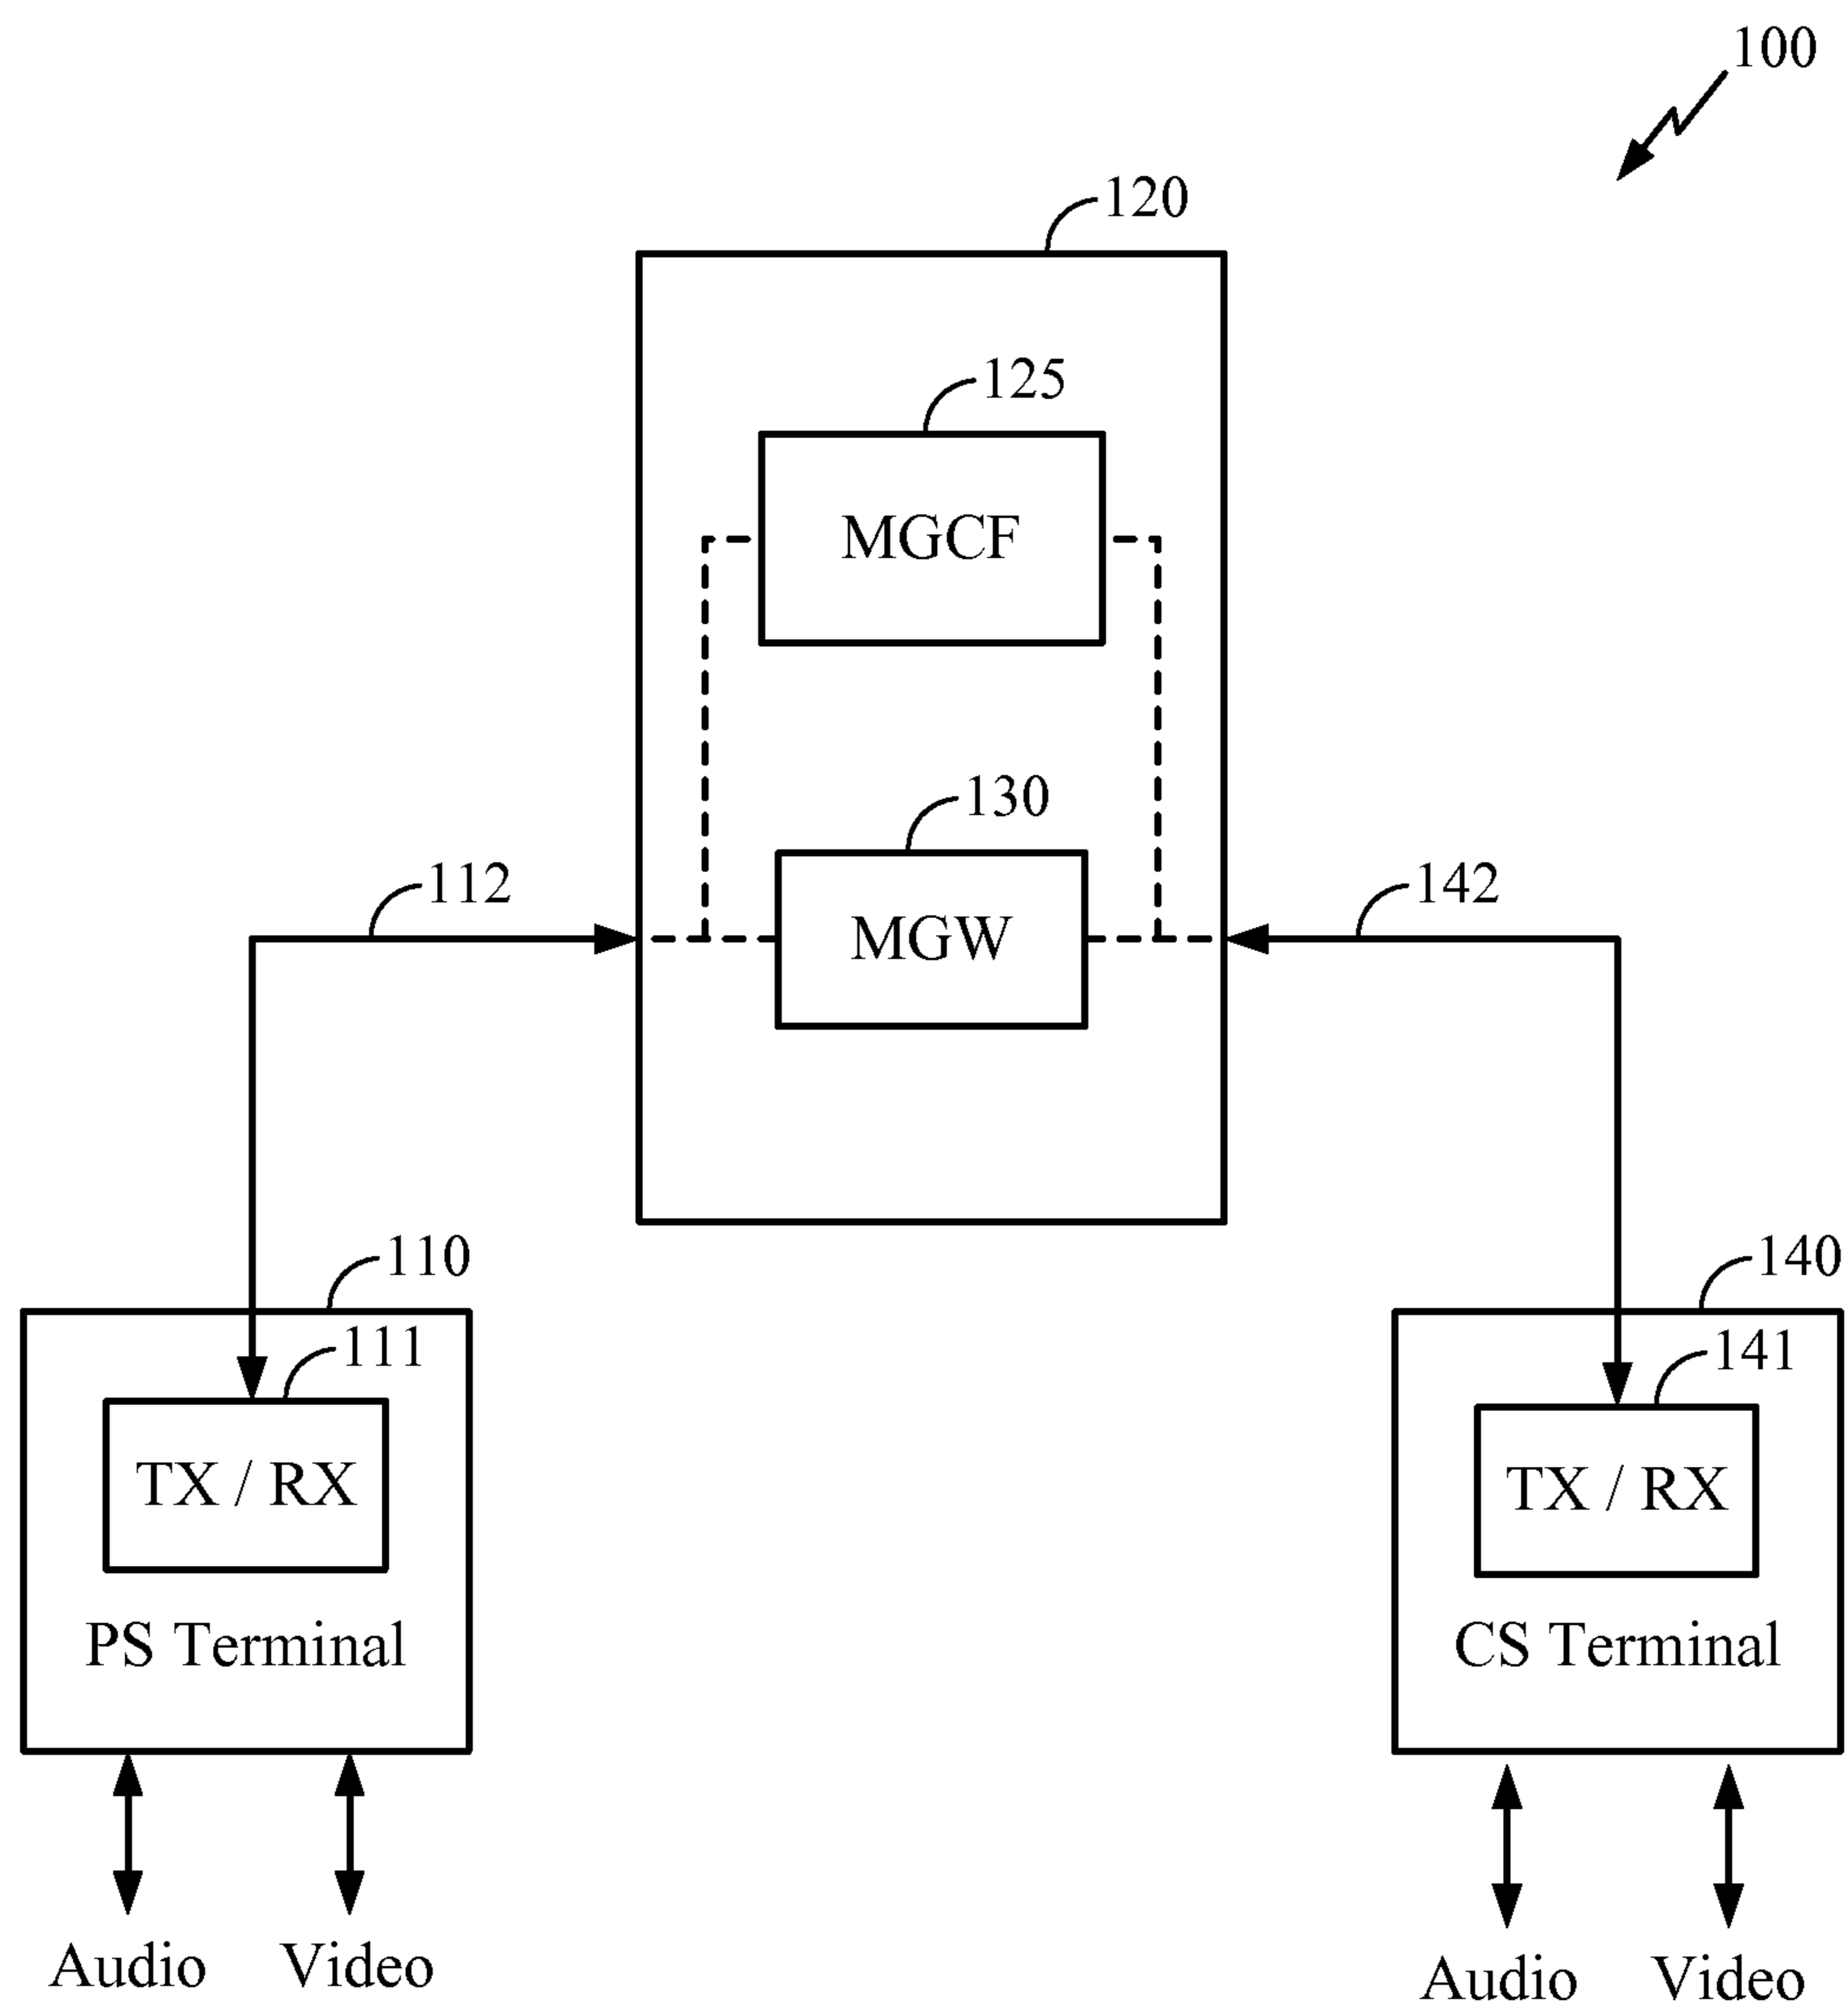 100
120
125
MGCF
130
112
142
MGW
110
140
111
141
TX / RX
TX / RX
PS Terminal
CS Terminal
Audio
Video
Audio
Video